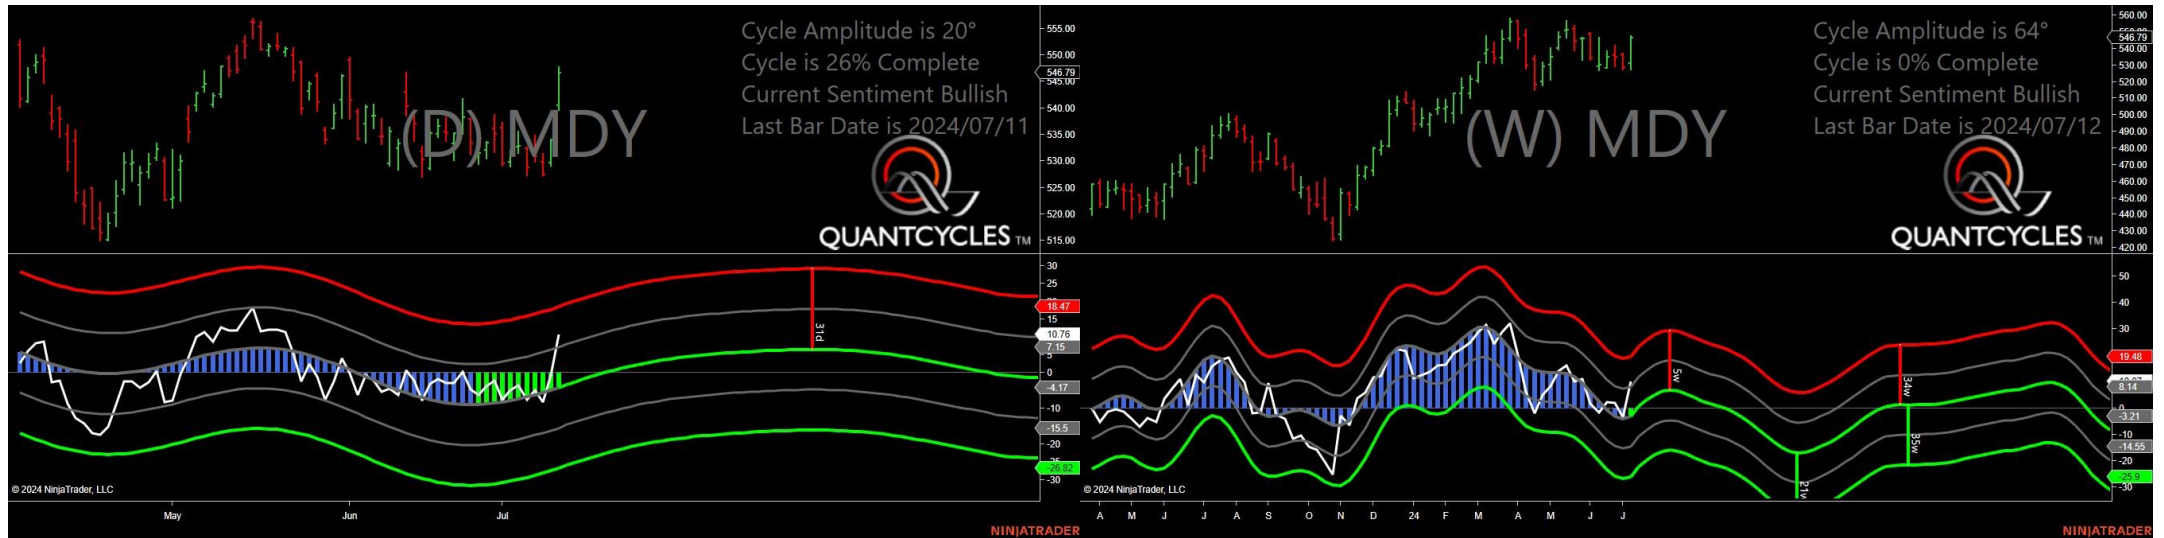 Cycle Amplitude is 20°
Cycle is 26% Complete
Current Sentiment Bullish
Last Bar Date is 2024/07/11
(D) MDY
QUANTCYCLES TM
555.00
550.00
546.79
545.00
540.00
535.00
530.00
525.00
520.00
515.00
30
25
18.47
15
10.76
7.15
5
0
-4.17
-10
-15.5
-20
-26.82
-30
31d
© 2024 NinjaTrader, LLC
May Jun Jul
NINJATRADER
Cycle Amplitude is 64°
Cycle is 0% Complete
Current Sentiment Bullish
Last Bar Date is 2024/07/12
(W) MDY
QUANTCYCLES TM
560.00
546.79
540.00
530.00
520.00
510.00
500.00
490.00
480.00
470.00
460.00
450.00
440.00
430.00
420.00
50
40
30
19.48
8.14
0
-3.21
-10
-14.55
-20
-25.9
-30
5w
34w
35w
© 2024 NinjaTrader, LLC
A M J J A S O N D 24 F M A M J J
NINJATRADER